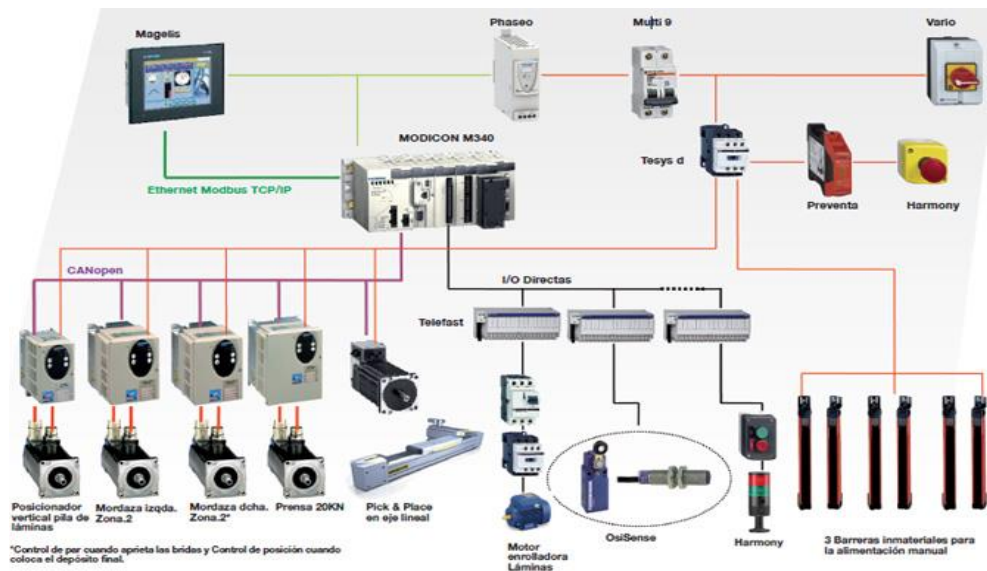 Phaseo
Multi 9
Vario
Magelis
MODICON M340
Tesys d
Ethernet Modbus TCP/IP
Preventa
Harmony
CANopen
I/O Directas
Telefast
Posicionador
vertical pila de
láminas
Mordaza izqda.
Zona.2
Mordaza dcha.
Zona.2*
Prensa 20KN
Pick & Place
en eje lineal
OsiSense
Motor
enrolladora
Láminas
Harmony
3 Barreras inmateriales para
la alimentación manual
*Control de par cuando aprieta las bridas y Control de posición cuando
coloca el depósito final.